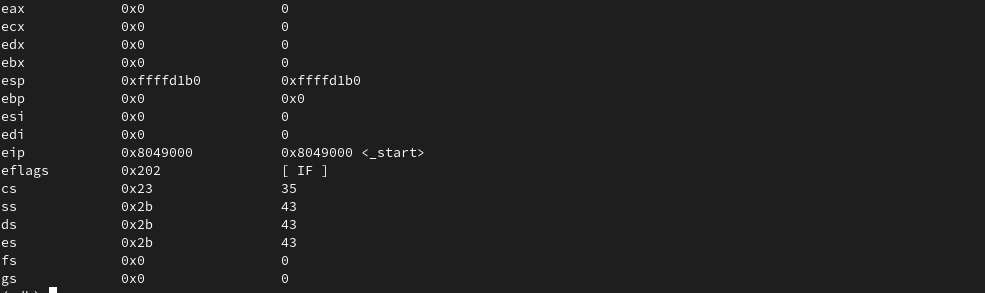 eax 0x0 0
ecx 0x0 0
edx 0x0 0
ebx 0x0 0
esp 0xffffd1b0 0xffffd1b0
ebp 0x0 0x0
esi 0x0 0
edi 0x0 0
eip 0x8049000 0x8049000 <_start>
eflags 0x202 [ IF ]
cs 0x23 35
ss 0x2b 43
ds 0x2b 43
es 0x2b 43
fs 0x0 0
gs 0x0 0